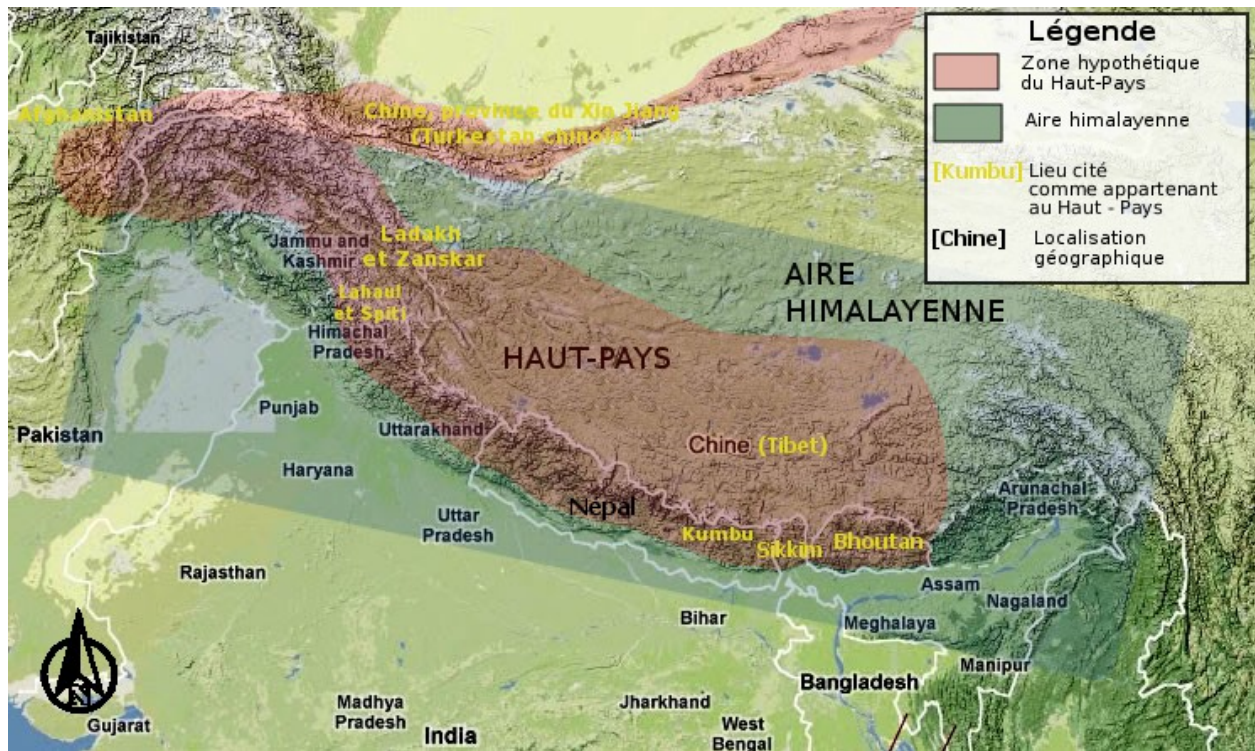 Légende
Zone hypothétique
du Haut-Pays
Aire himalayenne
[Kumbu] Lieu cité
comme appartenant
au Haut - Pays
[Chine] Localisation
géographique
Tajikistan
Afghanistan
Chine, province du Xin Jiang
(Turkestan chinois)
Jammu and
Kashmir
Ladakh
et Zanskar
Lahaul
et Spiti
Himachal
Pradesh
AIRE
HIMALAYENNE
HAUT-PAYS
Punjab
Pakistan
Uttarakhand
Haryana
Chine (Tibet)
Arunachal
Pradesh
Nepal
Uttar
Pradesh
Kumbu
Sikkim
Bhoutan
Rajasthan
Assam
Nagaland
Bihar
Meghalaya
Manipur
N
Bangladesh
Madhya
Pradesh
Jharkhand
Gujarat
India
West
Bengal